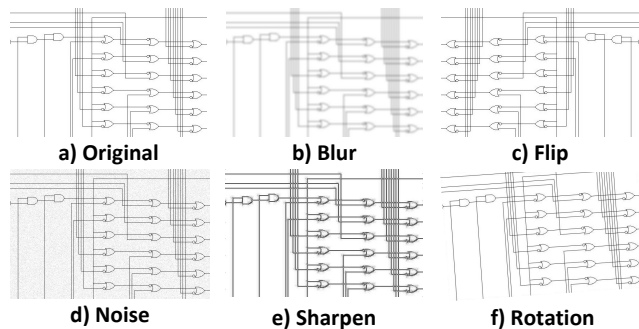 a) Original
b) Blur
c) Flip
d) Noise
e) Sharpen
f) Rotation